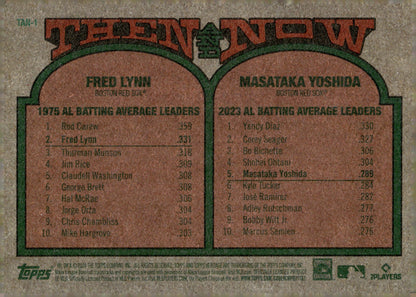 TAN-1
THEN AND NOW
FRED LYNN
BOSTON RED SOX
1975 AL BATTING AVERAGE LEADERS
1 Rod Carew .359
2 Fred Lynn .331
3 Thurman Munson .318
4 Jim Rice .309
5 Claudell Washington .308
6 George Brett .308
7 Hal McRae .306
8 Jorge Orta .304
9 Chris Chambliss .304
10 Mike Hargrove .303
MASATAKA YOSHIDA
BOSTON RED SOX
2023 AL BATTING AVERAGE LEADERS
1 Yandy Díaz .330
2 Corey Seager .327
3 Bo Bichette .306
4 Shohei Ohtani .304
5 Masataka Yoshida .289
6 Kyle Tucker .284
7 José Ramírez .282
8 Adley Rutschman .277
9 Bobby Witt Jr. .276
10 Marcus Semien .276
Topps
PLAYERS